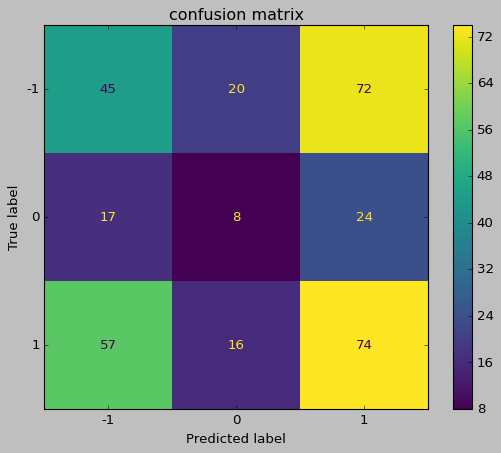 confusion matrix
-1 45 20 72
0 17 8 24
1 57 16 74
-1 0 1
Predicted label
True label
72
64
56
48
40
32
24
16
8